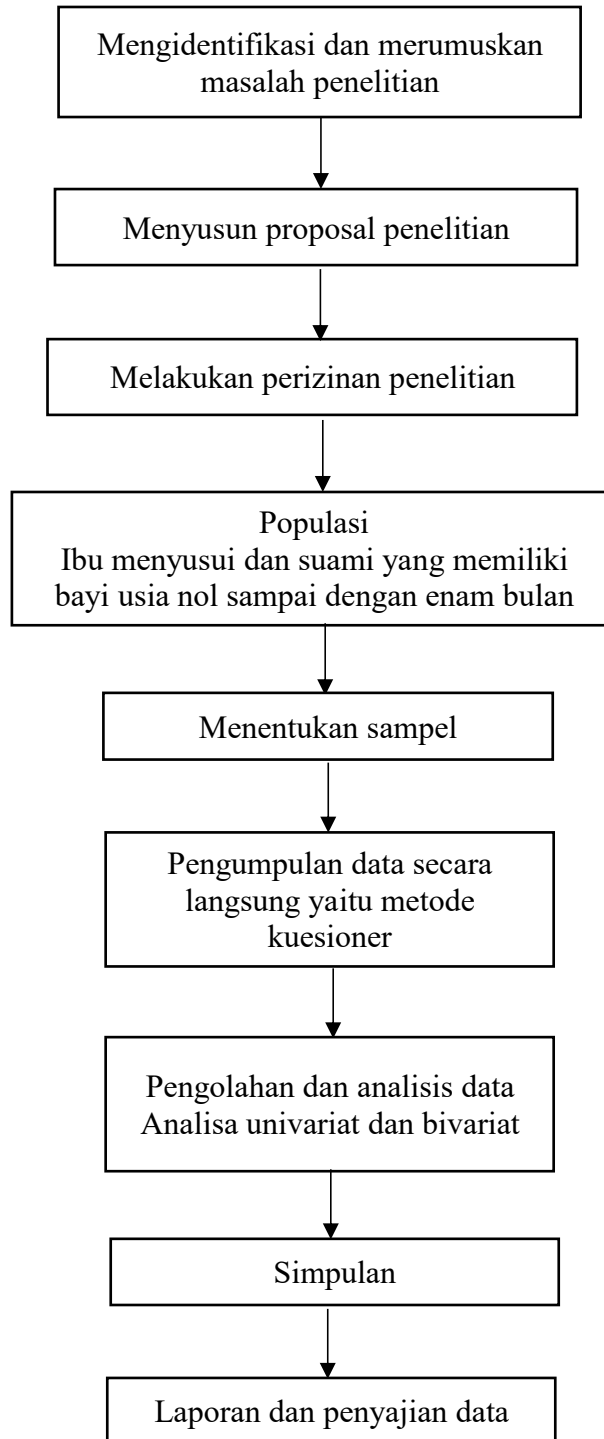 Mengidentifikasi dan merumuskan
masalah penelitian
Menyusun proposal penelitian
Melakukan perizinan penelitian
Populasi
Ibu menyusui dan suami yang memiliki
bayi usia nol sampai dengan enam bulan
Menentukan sampel
Pengumpulan data secara
langsung yaitu metode
kuesioner
Pengolahan dan analisis data
Analisa univariat dan bivariat
Simpulan
Laporan dan penyajian data